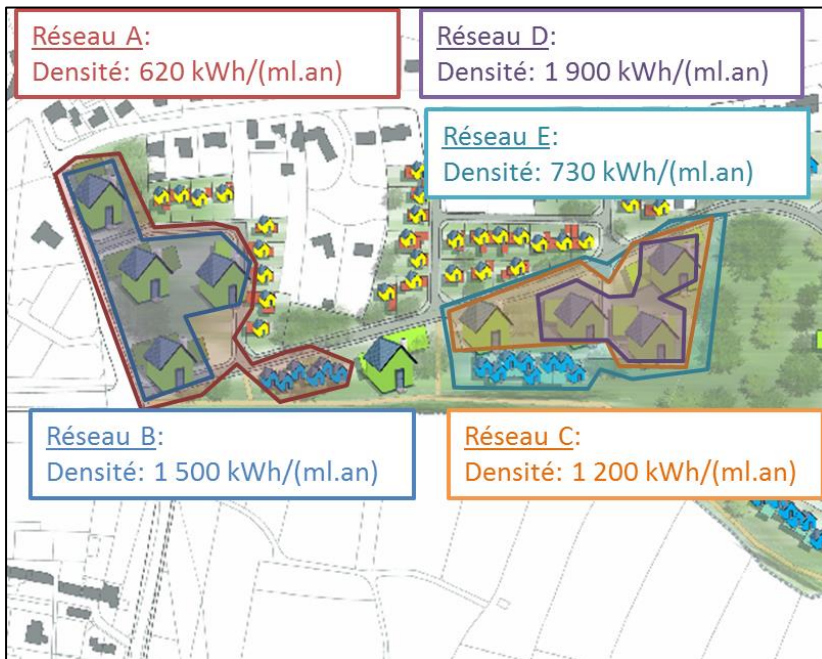 Réseau A:
Densité: 620 kWh/(ml.an)
Réseau D:
Densité: 1 900 kWh/(ml.an)
Réseau E:
Densité: 730 kWh/(ml.an)
Réseau B:
Densité: 1 500 kWh/(ml.an)
Réseau C:
Densité: 1 200 kWh/(ml.an)